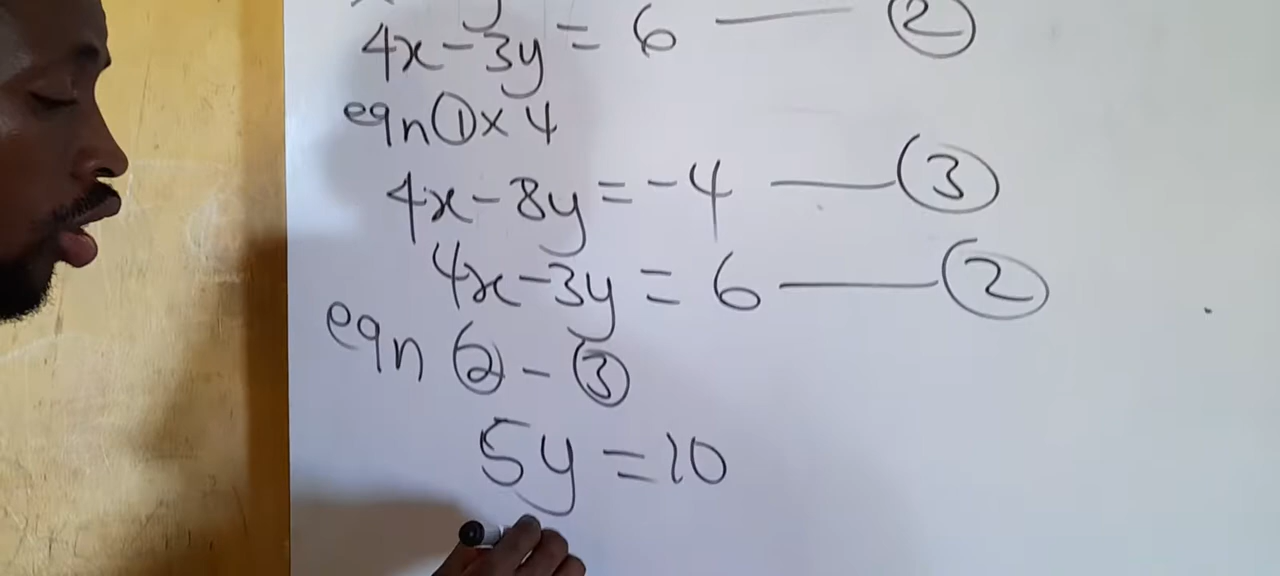 4x - 3y = 6 — ②
eqn ① × 4
4x - 8y = -4 — ③
4x - 3y = 6 — ②
eqn ② - ③
5y = 10